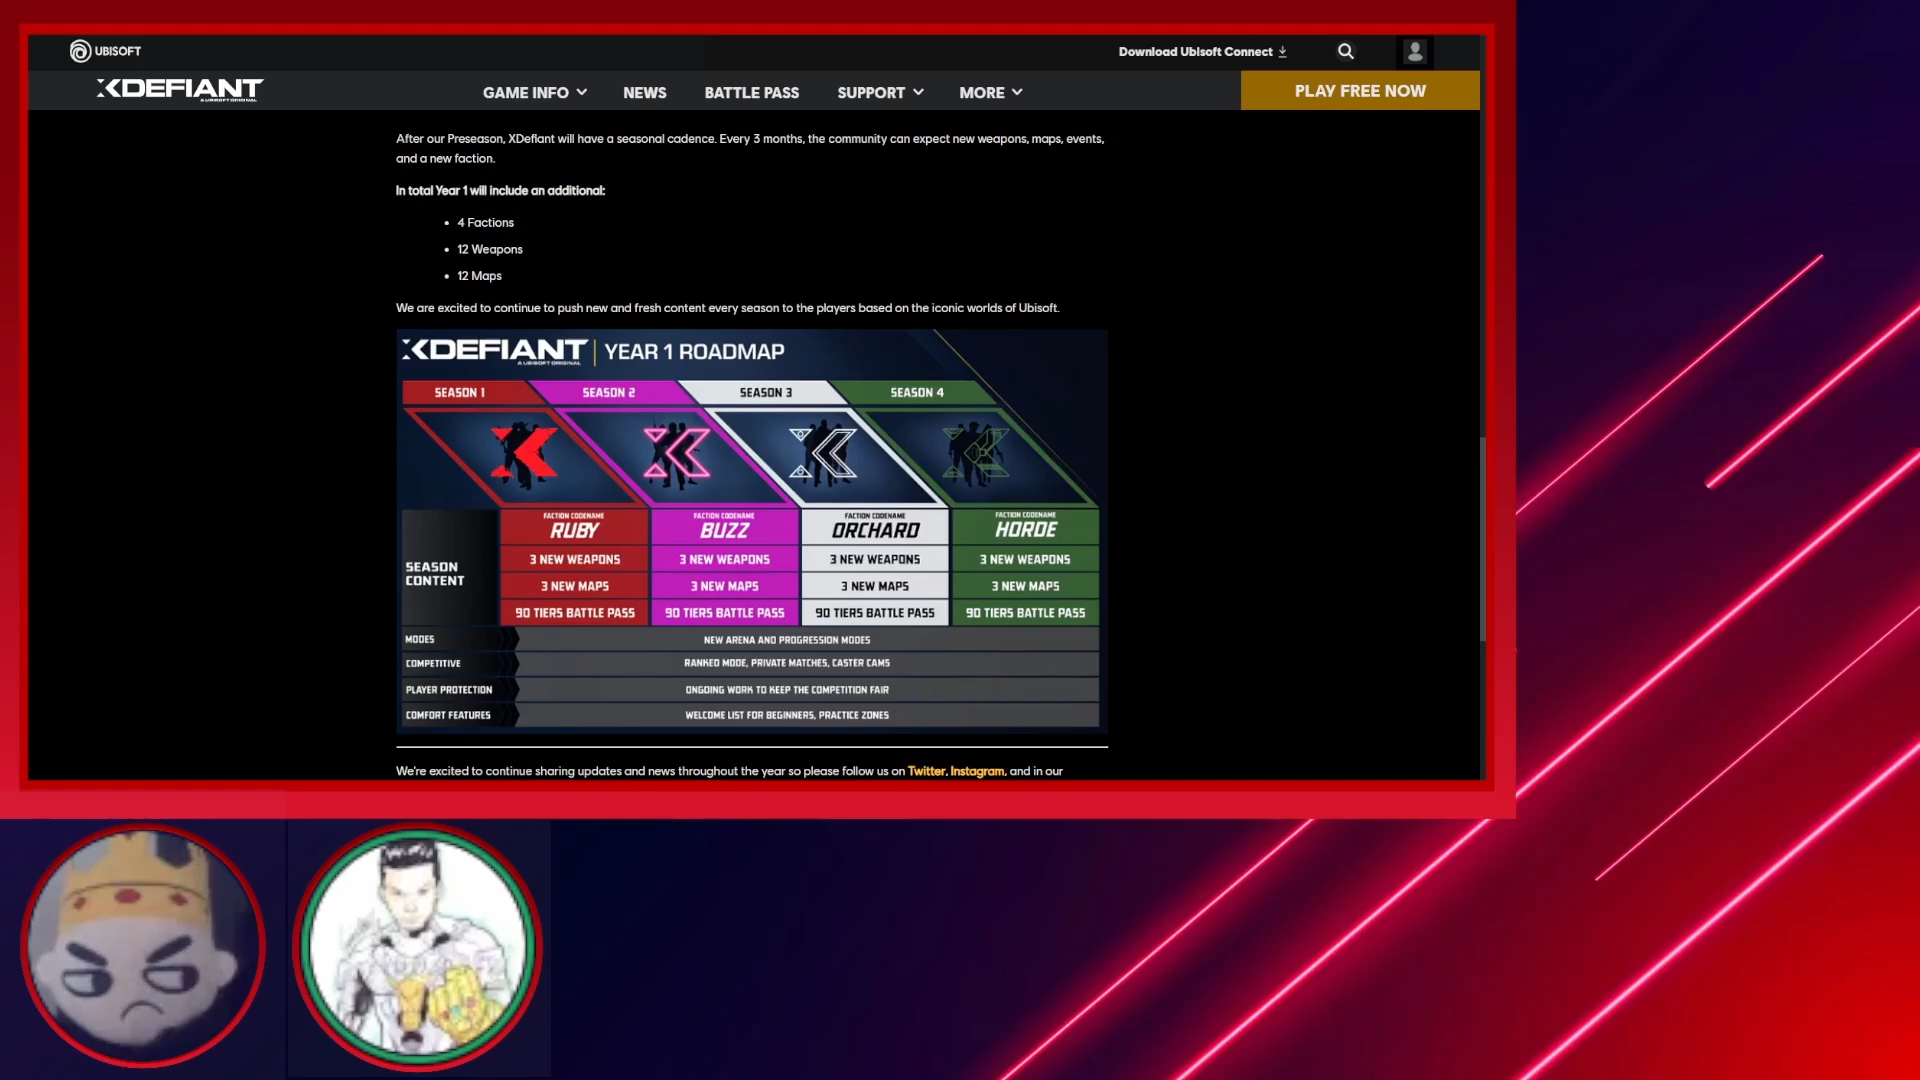 UBISOFT
Download Ubisoft Connect
XDEFIANT
A UBISOFT ORIGINAL
GAME INFO
NEWS
BATTLE PASS
SUPPORT
MORE
PLAY FREE NOW
After our Preseason, XDefiant will have a seasonal cadence. Every 3 months, the community can expect new weapons, maps, events,
and a new faction.
In total Year 1 will include an additional:
• 4 Factions
• 12 Weapons
• 12 Maps
We are excited to continue to push new and fresh content every season to the players based on the iconic worlds of Ubisoft.
XDEFIANT | YEAR 1 ROADMAP
A UBISOFT ORIGINAL
SEASON 1
SEASON 2
SEASON 3
SEASON 4
FACTION CODENAME
RUBY
FACTION CODENAME
BUZZ
FACTION CODENAME
ORCHARD
FACTION CODENAME
HORDE
SEASON
CONTENT
3 NEW WEAPONS
3 NEW WEAPONS
3 NEW WEAPONS
3 NEW WEAPONS
3 NEW MAPS
3 NEW MAPS
3 NEW MAPS
3 NEW MAPS
90 TIERS BATTLE PASS
90 TIERS BATTLE PASS
90 TIERS BATTLE PASS
90 TIERS BATTLE PASS
MODES
NEW ARENA AND PROGRESSION MODES
COMPETITIVE
RANKED MODE, PRIVATE MATCHES, CASTER CAMS
PLAYER PROTECTION
ONGOING WORK TO KEEP THE COMPETITION FAIR
COMFORT FEATURES
WELCOME LIST FOR BEGINNERS, PRACTICE ZONES
We're excited to continue sharing updates and news throughout the year so please follow us on Twitter, Instagram, and in our